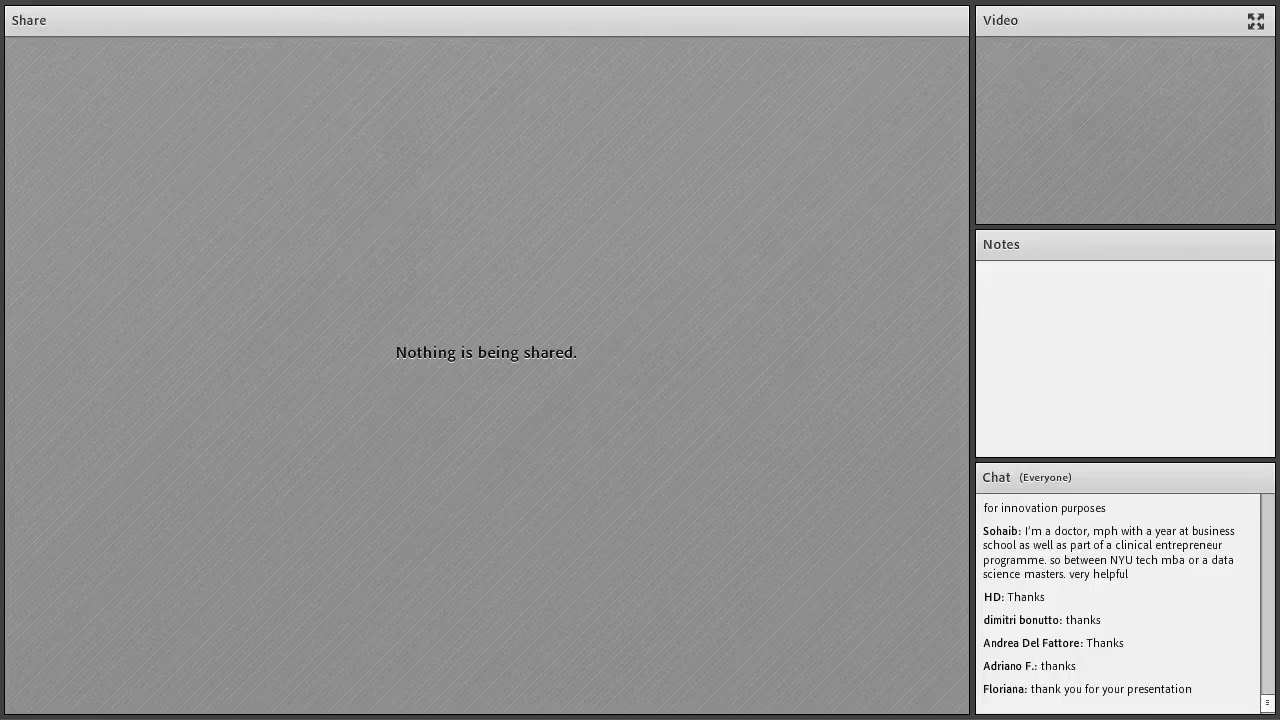 Share
Nothing is being shared.
Video
Notes
Chat (Everyone)
for innovation purposes
Sohaib: I'm a doctor, mph with a year at business
school as well as part of a clinical entrepreneur
programme. so between NYU tech mba or a data
science masters. very helpful
HD: Thanks
dimitri bonutto: thanks
Andrea Del Fattore: Thanks
Adriano F.: thanks
Floriana: thank you for your presentation